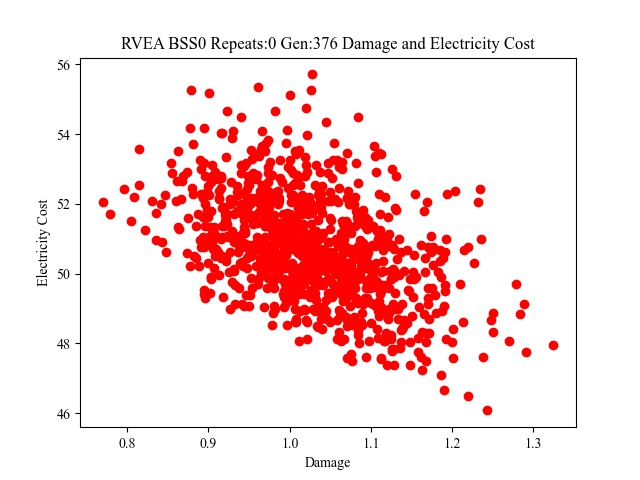 RVEA BSS0 Repeats:0 Gen:376 Damage and Electricity Cost
56
54
52
50
48
46
Electricity Cost
0.8 0.9 1.0 1.1 1.2 1.3
Damage